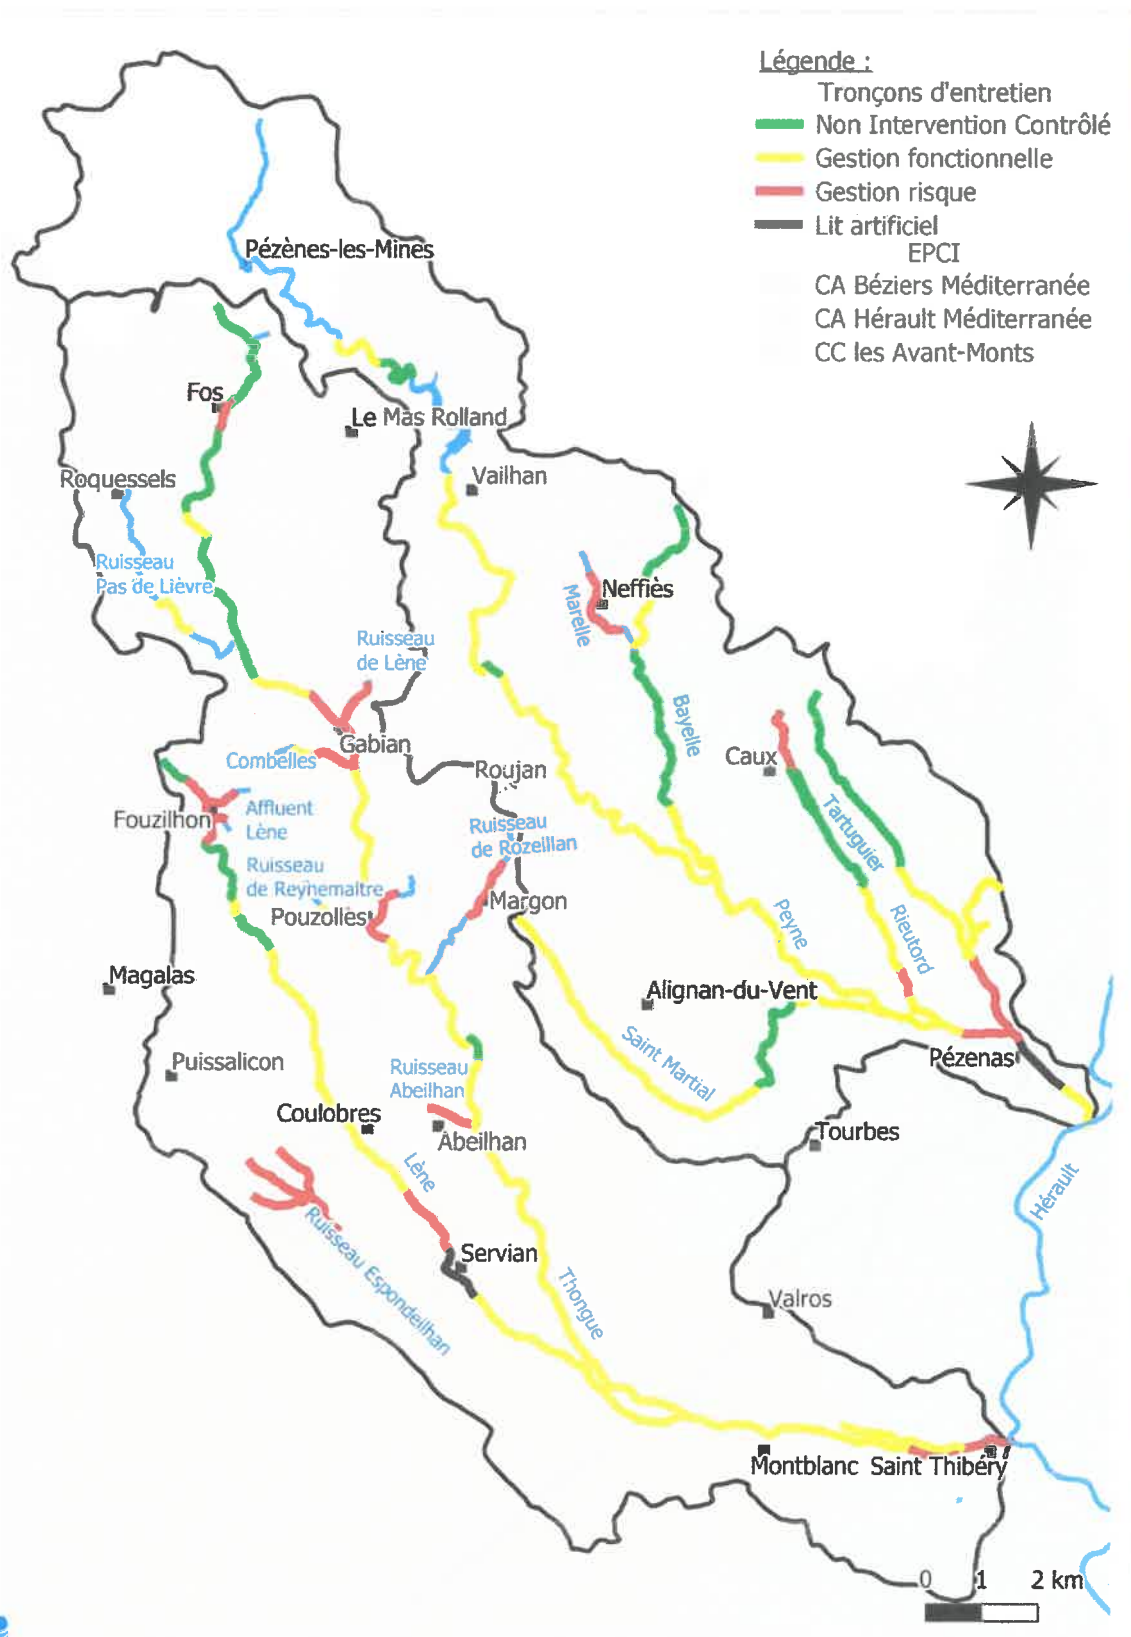 Légende :
Tronçons d'entretien
Non Intervention Contrôlé
Gestion fonctionnelle
Gestion risque
Lit artificiel
EPCI
CA Béziers Méditerranée
CA Hérault Méditerranée
CC les Avant-Monts
Pézènes-les-Mines
Fos
Le Mas Rolland
Roquessels
Vailhan
Ruisseau
Pas de Lièvre
Neffiès
Marelle
Ruisseau
de Lène
Bayelle
Gabian
Combelles
Caux
Roujan
Affluent
Lène
Fouzilhon
Tartuguier
Ruisseau
de Rozeillan
Ruisseau
de Reynemaître
Pouzolles
Margon
Peyne
Rieutord
Magalas
Alignan-du-Vent
Saint Martial
Puissalicon
Ruisseau
Abeilhan
Pézenas
Coulobres
Abeilhan
Tourbes
Lène
Hérault
Ruisseau Espondeilhan
Servian
Thongue
Valros
Montblanc
Saint Thibéry
0 1 2 km